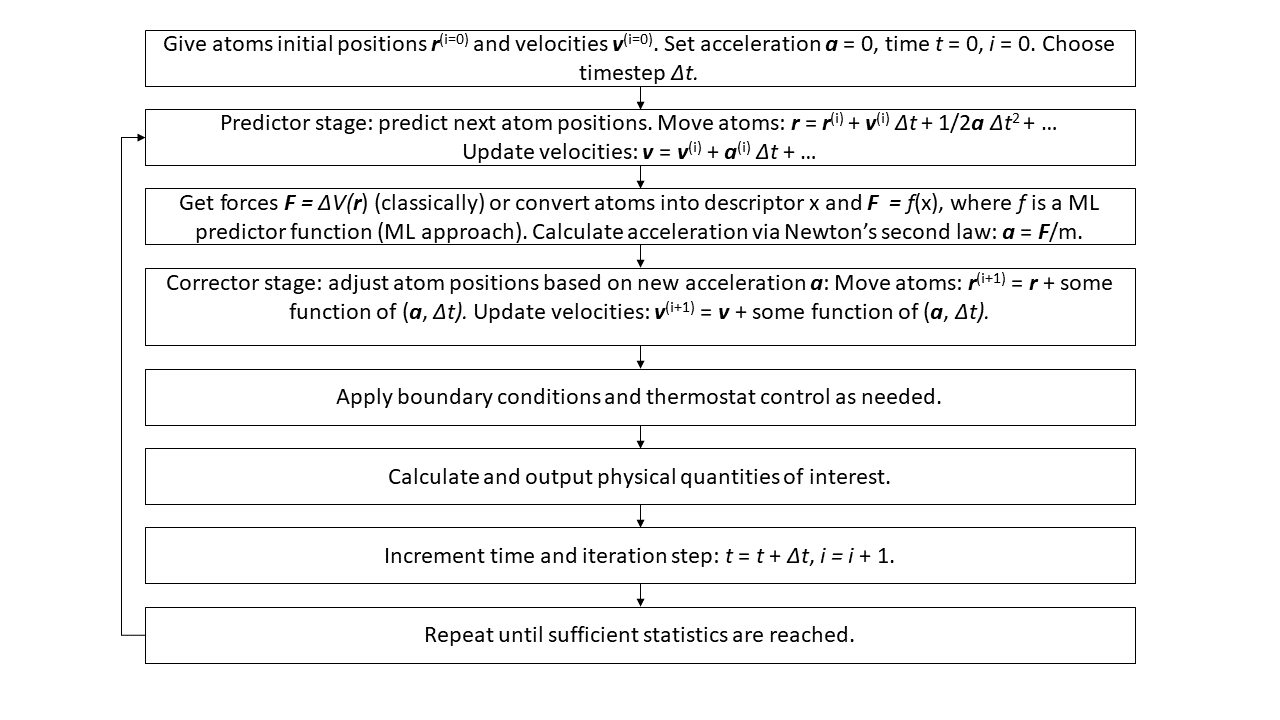 Give atoms initial positions r(i=0) and velocities v(i=0). Set acceleration a = 0, time t = 0, i = 0. Choose
timestep Δt.
Predictor stage: predict next atom positions. Move atoms: r = r(i) + v(i) Δt + 1/2a Δt2 + ...
Update velocities: v = v(i) + a(i) Δt + ...
Get forces F = ΔV(r) (classically) or convert atoms into descriptor x and F = f(x), where f is a ML
predictor function (ML approach). Calculate acceleration via Newton’s second law: a = F/m.
Corrector stage: adjust atom positions based on new acceleration a: Move atoms: r(i+1) = r + some
function of (a, Δt). Update velocities: v(i+1) = v + some function of (a, Δt).
Apply boundary conditions and thermostat control as needed.
Calculate and output physical quantities of interest.
Increment time and iteration step: t = t + Δt, i = i + 1.
Repeat until sufficient statistics are reached.